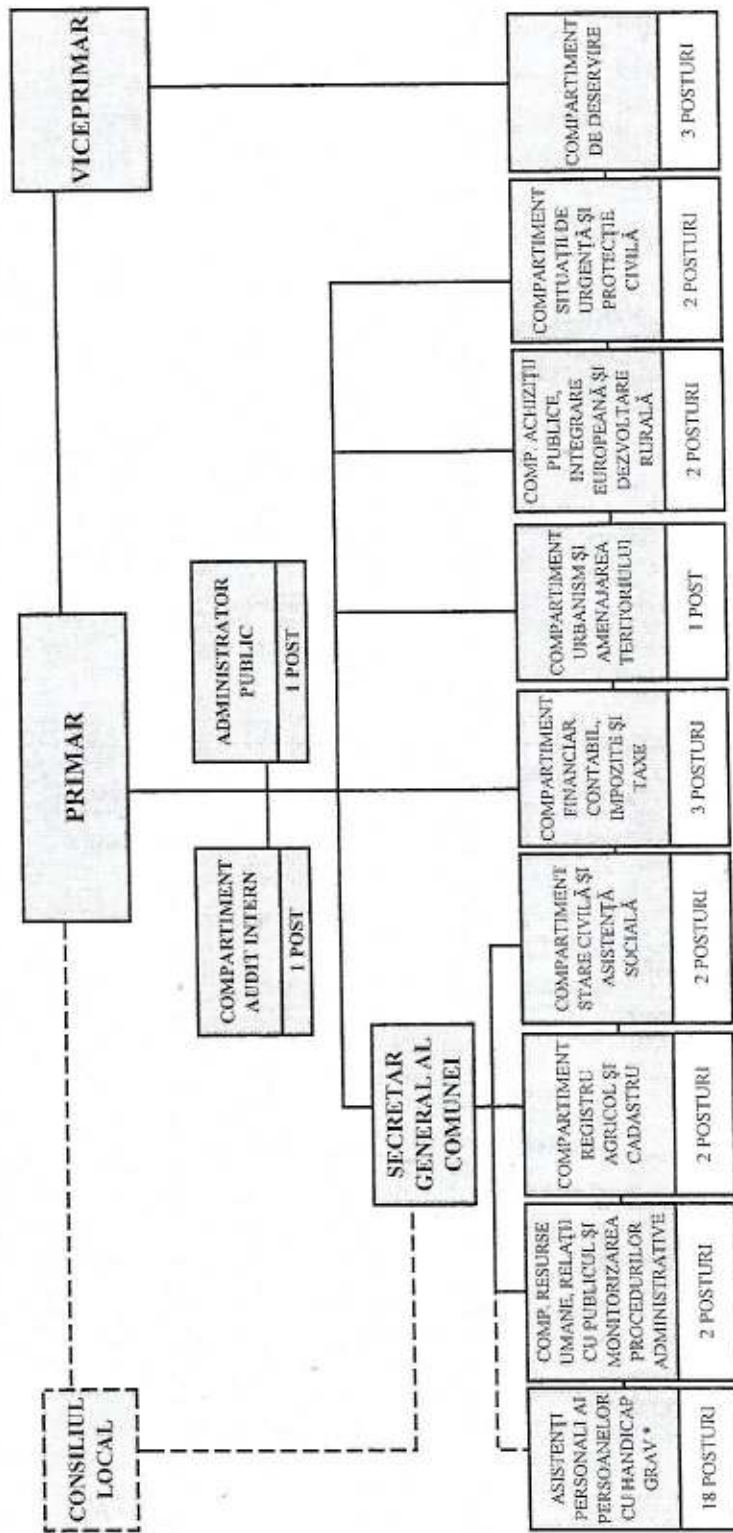 CONSILIUL
LOCAL
PRIMAR
VICEPRIMAR
COMPARTIMENT
AUDIT INTERN
1 POST
ADMINISTRATOR
PUBLIC
1 POST
SECRETAR
GENERAL AL
COMUNEI
ASISTENȚI
PERSONALI AI
PERSOANELOR
CU HANDICAP
GRAV *
18 POSTURI
COMP. RESURSE
UMANE, RELAȚII
CU PUBLICUL ȘI
MONITORIZAREA
PROCEDURILOR
ADMINISTRATIVE
2 POSTURI
COMPARTIMENT
REGISTRU
AGRICOL ȘI
CADASTRU
2 POSTURI
COMPARTIMENT
STARE CIVILĂ ȘI
ASISTENȚĂ
SOCIALĂ
2 POSTURI
COMPARTIMENT
FINANCIAR,
CONTABIL,
IMPOZITE ȘI
TAXE
3 POSTURI
COMPARTIMENT
URBANISM ȘI
AMENAJAREA
TERITORIULUI
1 POST
COMP. ACHIZIȚII
PUBLICE,
INTEGRARE
EUROPEANĂ ȘI
DEZVOLTARE
RURALĂ
2 POSTURI
COMPARTIMENT
SITUAȚII DE
URGENȚĂ ȘI
PROTECȚIE
CIVILĂ
2 POSTURI
COMPARTIMENT
DE DESERVIRE
3 POSTURI